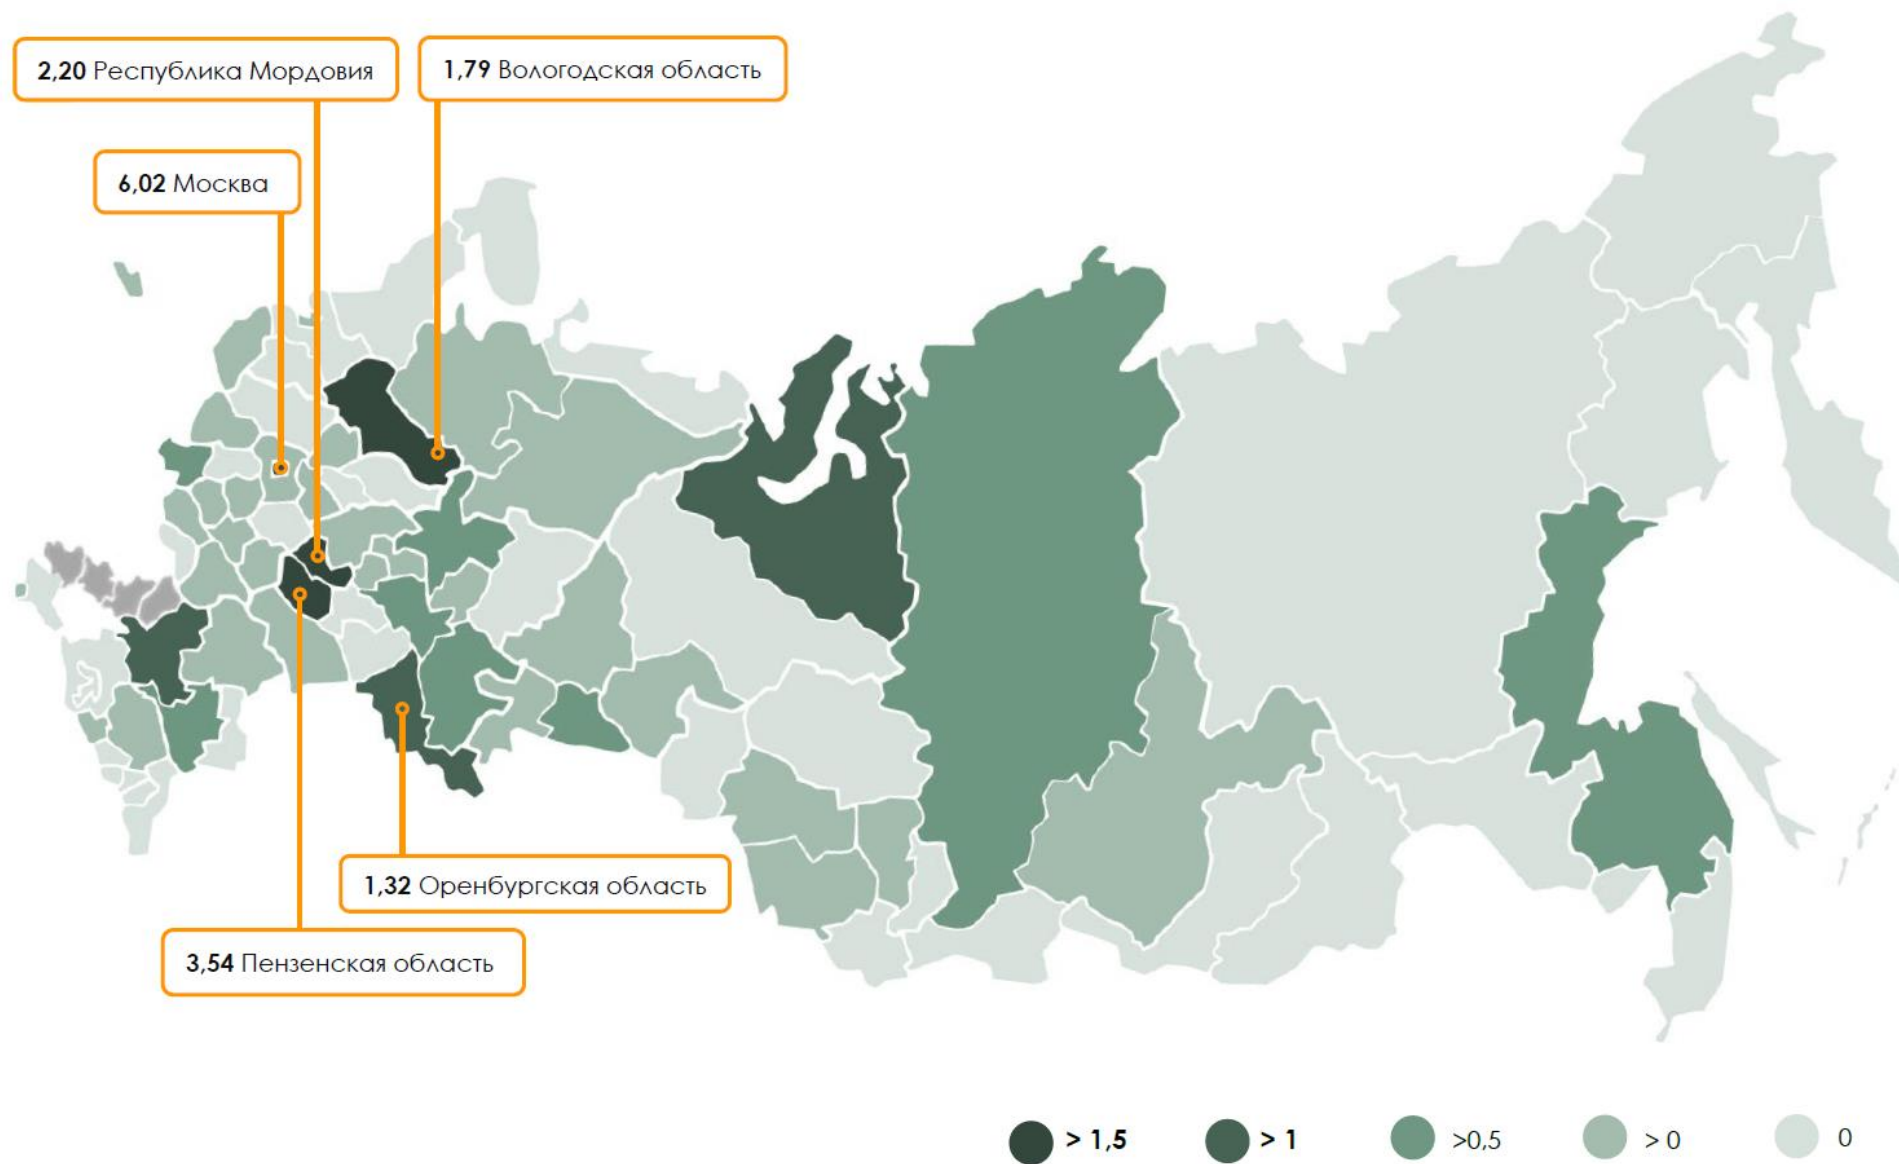 2,20 Республика Мордовия
1,79 Вологодская область
6,02 Москва
1,32 Оренбургская область
3,54 Пензенская область
> 1,5
> 1
>0,5
> 0
0